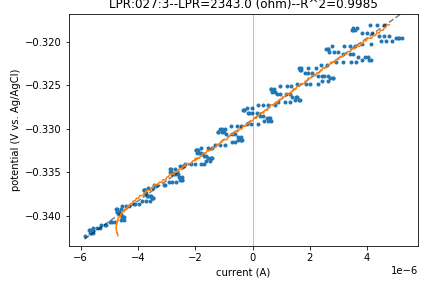 LPR:027:3--LPR=2343.0 (ohm)--R^2=0.9985
potential (V vs. Ag/AgCl)
−0.320
−0.325
−0.330
−0.335
−0.340
−6
−4
−2
0
2
4
1e−6
current (A)